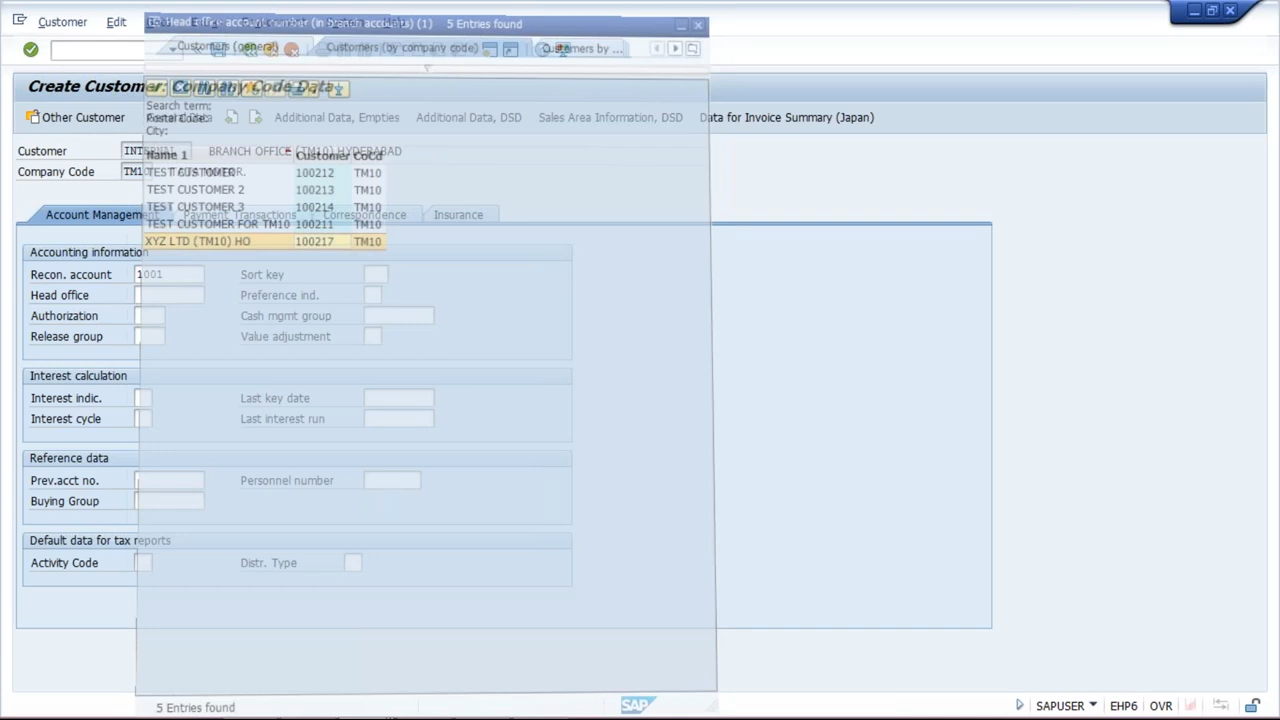 Customer Edit
Head office account number (in branch accounts) (1) 5 Entries found
Customers (general) Customers (by company code) Customers by ...
Create Customer: Company Code Data
Other Customer Additional Data, Empties Additional Data, DSD Sales Area Information, DSD Data for Invoice Summary (Japan)
Search term:
Postal Code:
City:
Customer INTERNAL BRANCH OFFICE (TM10) HYDERABAD
Company Code TM10
Name 1 Customer CoCd
TEST CUSTOMER 100212 TM10
TEST CUSTOMER 2 100213 TM10
TEST CUSTOMER 3 100214 TM10
TEST CUSTOMER FOR TM10 100211 TM10
XYZ LTD (TM10) HO 100217 TM10
Account Management Payment Transactions Correspondence Insurance
Accounting information
Recon. account 1001 Sort key
Head office Preference ind.
Authorization Cash mgmt group
Release group Value adjustment
Interest calculation
Interest indic. Last key date
Interest cycle Last interest run
Reference data
Prev.acct no. Personnel number
Buying Group
Default data for tax reports
Activity Code Distr. Type
5 Entries found
SAP
SAPUSER EHP6 OVR